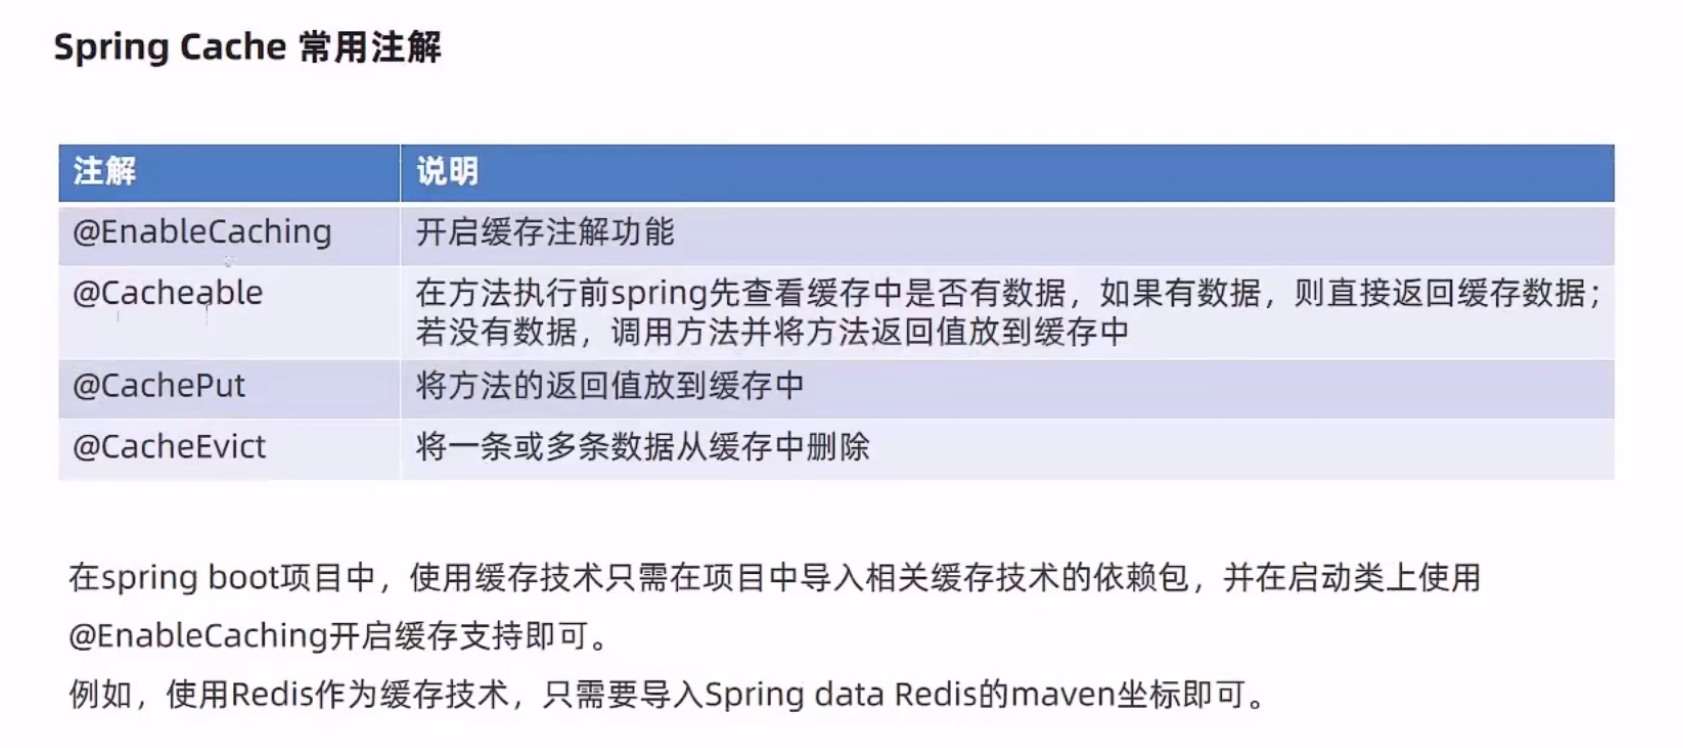 Spring Cache 常用注解
注解 说明
@EnableCaching 开启缓存注解功能
@Cacheable 在方法执行前spring先查看缓存中是否有数据，如果有数据，则直接返回缓存数据；
若没有数据，调用方法并将方法返回值放到缓存中
@CachePut 将方法的返回值放到缓存中
@CacheEvict 将一条或多条数据从缓存中删除
在spring boot项目中，使用缓存技术只需在项目中导入相关缓存技术的依赖包，并在启动类上使用
@EnableCaching开启缓存支持即可。
例如，使用Redis作为缓存技术，只需要导入Spring data Redis的maven坐标即可。